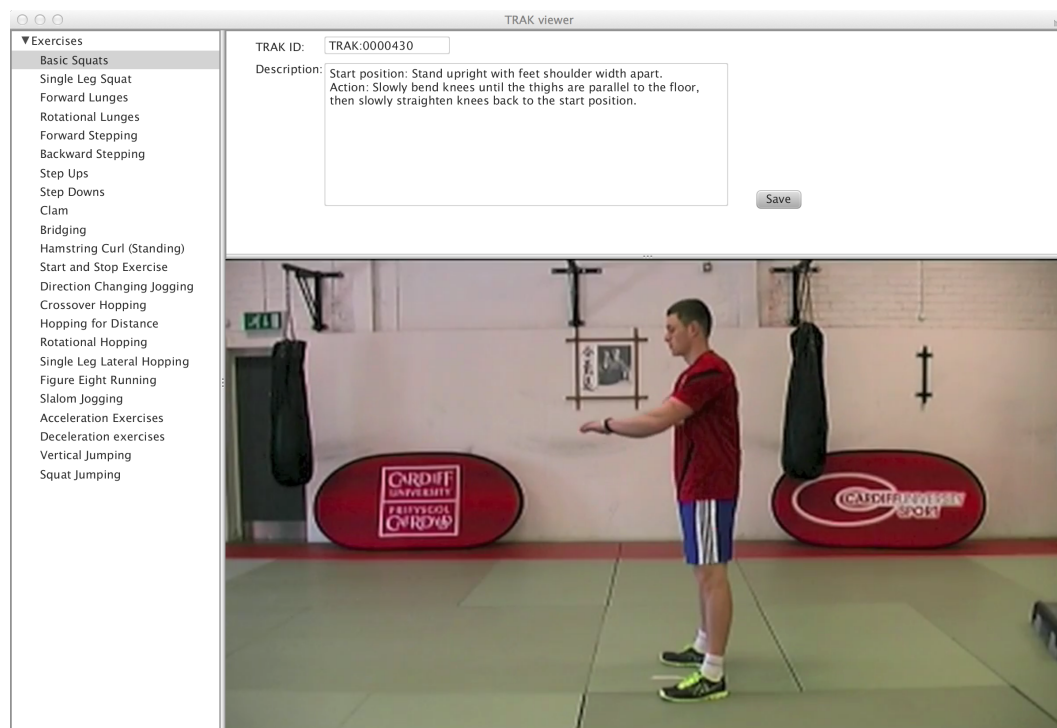 TRAK viewer
Exercises
Basic Squats
Single Leg Squat
Forward Lunges
Rotational Lunges
Forward Stepping
Backward Stepping
Step Ups
Step Downs
Clam
Bridging
Hamstring Curl (Standing)
Start and Stop Exercise
Direction Changing Jogging
Crossover Hopping
Hopping for Distance
Rotational Hopping
Single Leg Lateral Hopping
Figure Eight Running
Slalom Jogging
Acceleration Exercises
Deceleration exercises
Vertical Jumping
Squat Jumping
TRAK ID:
TRAK:0000430
Description:
Start position: Stand upright with feet shoulder width apart.
Action: Slowly bend knees until the thighs are parallel to the floor,
then slowly straighten knees back to the start position.
Save
CARDIFF
UNIVERSITY
PRIFYSGOL
CAERDYDD
CARDIFF UNIVERSITY
SPORT